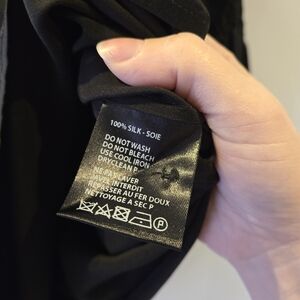 100% SILK - SOIE
DO NOT WASH
DO NOT BLEACH
USE COOL IRON
DRYCLEAN P
NE PAS LAVER
JAVEL INTERDIT
REPASSER AU FER DOUX
NETTOYAGE A SEC P
P